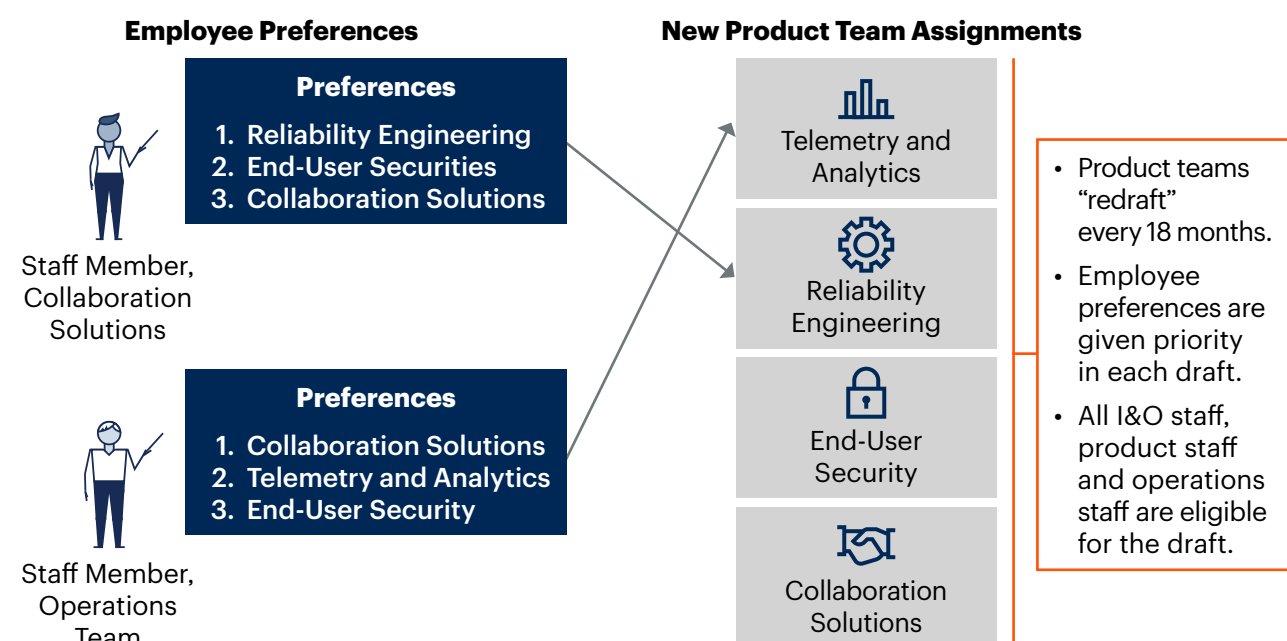 Employee Preferences
New Product Team Assignments
Preferences
1. Reliability Engineering
2. End-User Securities
3. Collaboration Solutions
Staff Member,
Collaboration
Solutions
Preferences
1. Collaboration Solutions
2. Telemetry and Analytics
3. End-User Security
Staff Member,
Operations
Team
Telemetry and
Analytics
Reliability
Engineering
End-User
Security
Collaboration
Solutions
• Product teams
“redraft”
every 18 months.
• Employee
preferences are
given priority
in each draft.
• All I&O staff,
product staff
and operations
staff are eligible
for the draft.